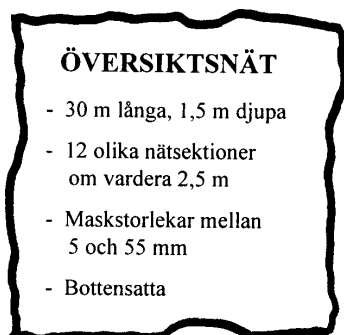 ÖVERSIKTSNÄT
- 30 m långa, 1,5 m djupa
- 12 olika nätsektioner
om vardera 2,5 m
- Maskstorlekar mellan
5 och 55 mm
- Bottensatta